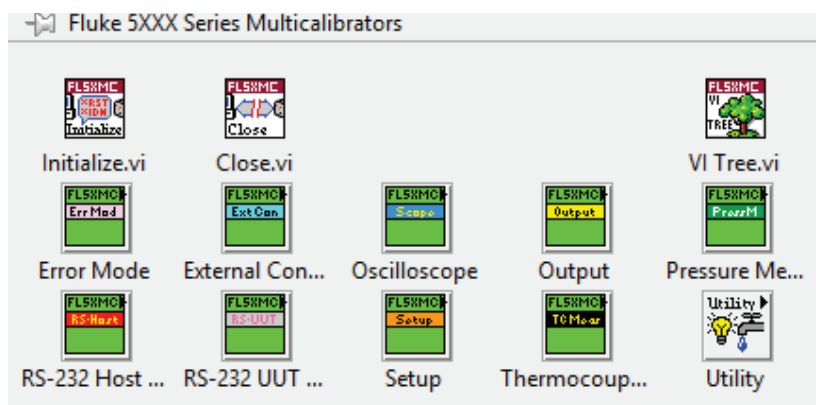 Fluke 5XXX Series Multicalibrators
FL5XMC FL5XMC FL5XMC
XRST XIDN VI TREE
Initialize Close
Initialize.vi Close.vi VI Tree.vi
FL5XMC FL5XMC FL5XMC FL5XMC FL5XMC
Err Mod Ext Con Scope Output PressM
Error Mode External Con... Oscilloscope Output Pressure Me...
FL5XMC FL5XMC FL5XMC FL5XMC Utility
RS-Host RS-UUT Setup TC Meas
RS-232 Host ... RS-232 UUT ... Setup Thermocoup... Utility